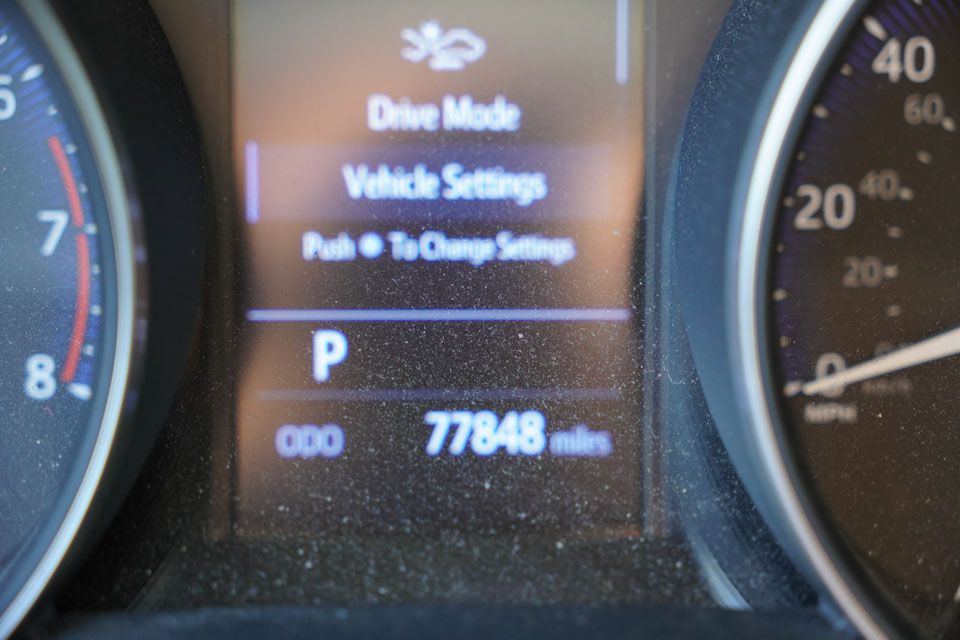 Drive Mode
Vehicle Settings
Push To Change Settings
P
ODO 77848 miles
6
7
8
40
60
20
40
20
0
MPH